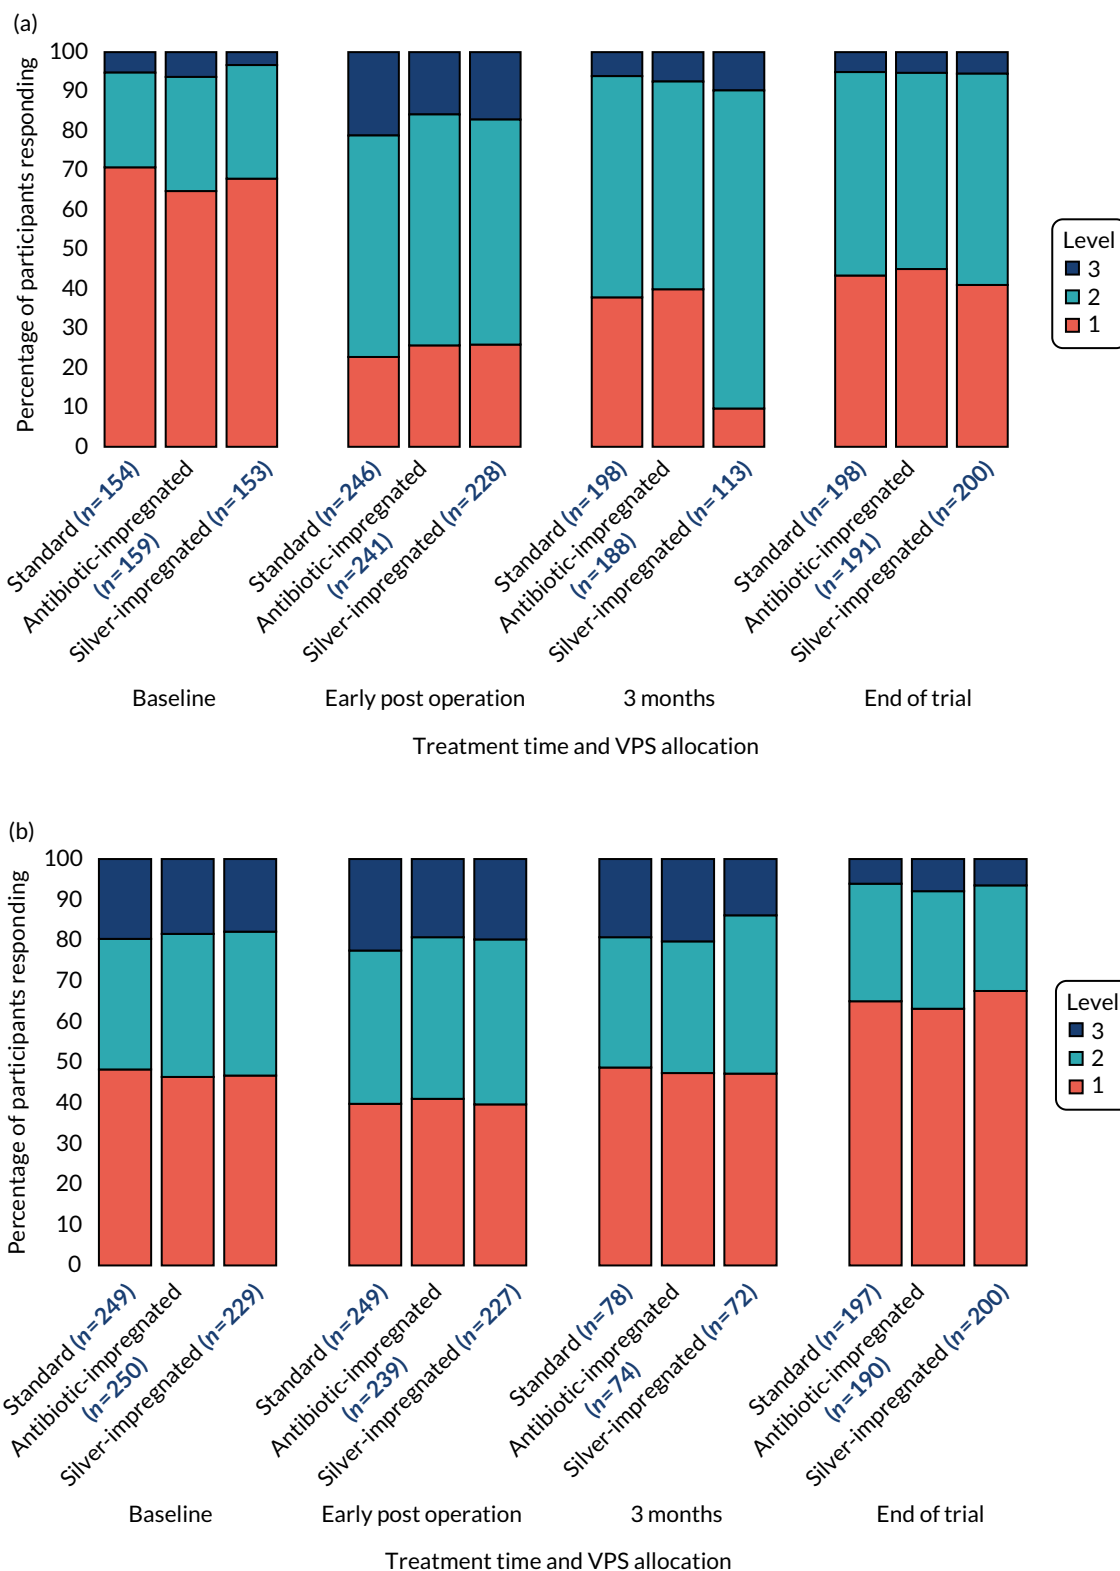 (a)
Percentage of participants responding
100
90
80
70
60
50
40
30
20
10
0
Standard (n=154)
Antibiotic-impregnated
(n=159)
Silver-impregnated (n=153)
Standard (n=246)
Antibiotic-impregnated
(n=241)
Silver-impregnated (n=228)
Standard (n=198)
Antibiotic-impregnated
(n=188)
Silver-impregnated (n=113)
Standard (n=198)
Antibiotic-impregnated
(n=191)
Silver-impregnated (n=200)
Baseline
Early post operation
3 months
End of trial
Treatment time and VPS allocation
Level
3
2
1
(b)
Percentage of participants responding
100
90
80
70
60
50
40
30
20
10
0
Standard (n=249)
Antibiotic-impregnated
(n=250)
Silver-impregnated (n=229)
Standard (n=249)
Antibiotic-impregnated
(n=239)
Silver-impregnated (n=227)
Standard (n=78)
Antibiotic-impregnated
(n=74)
Silver-impregnated (n=72)
Standard (n=197)
Antibiotic-impregnated
(n=190)
Silver-impregnated (n=200)
Baseline
Early post operation
3 months
End of trial
Treatment time and VPS allocation
Level
3
2
1